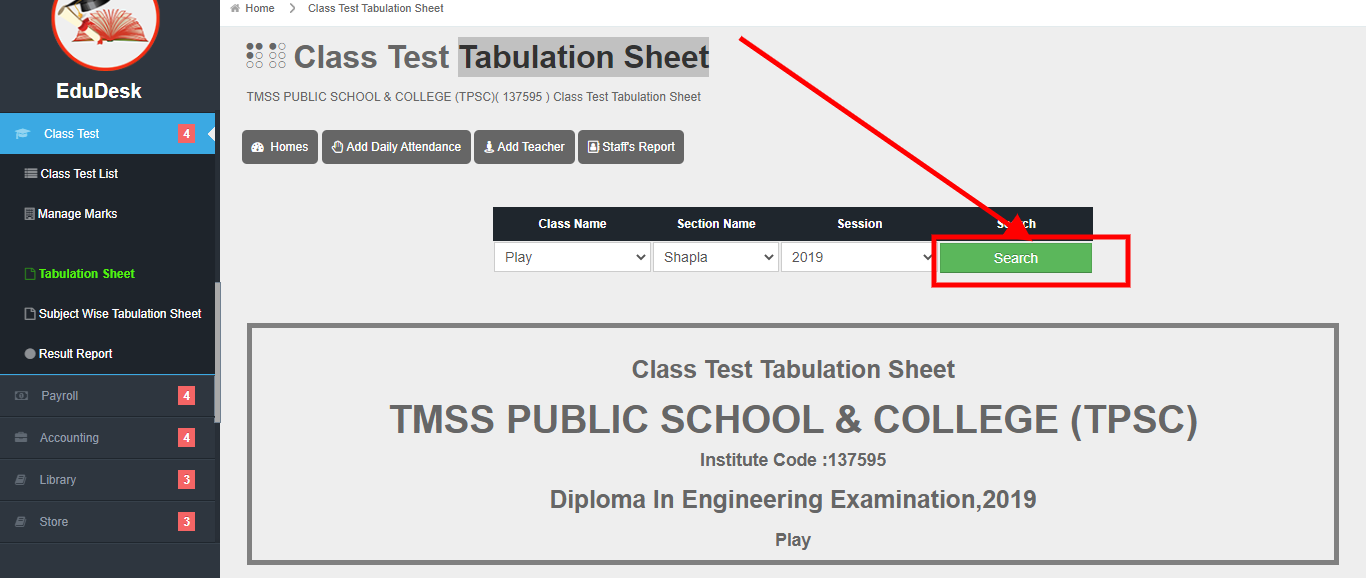 Home > Class Test Tabulation Sheet
EduDesk
Class Test 4
Class Test List
Manage Marks
Tabulation Sheet
Subject Wise Tabulation Sheet
Result Report
Payroll 4
Accounting 4
Library 3
Store 3
Class Test Tabulation Sheet
TMSS PUBLIC SCHOOL & COLLEGE (TPSC)( 137595 ) Class Test Tabulation Sheet
Homes Add Daily Attendance Add Teacher Staff's Report
Class Name Section Name Session Search
Play Shapla 2019 Search
Class Test Tabulation Sheet
TMSS PUBLIC SCHOOL & COLLEGE (TPSC)
Institute Code :137595
Diploma In Engineering Examination,2019
Play